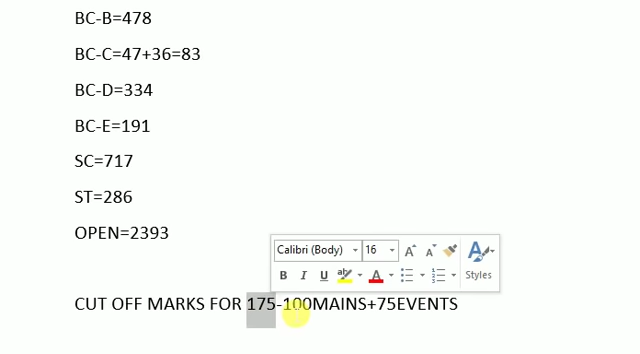 BC-B=478
BC-C=47+36=83
BC-D=334
BC-E=191
SC=717
ST=286
OPEN=2393
Calibri (Body) 16 A A
B I U ab A Styles
CUT OFF MARKS FOR 175-100MAINS+75EVENTS